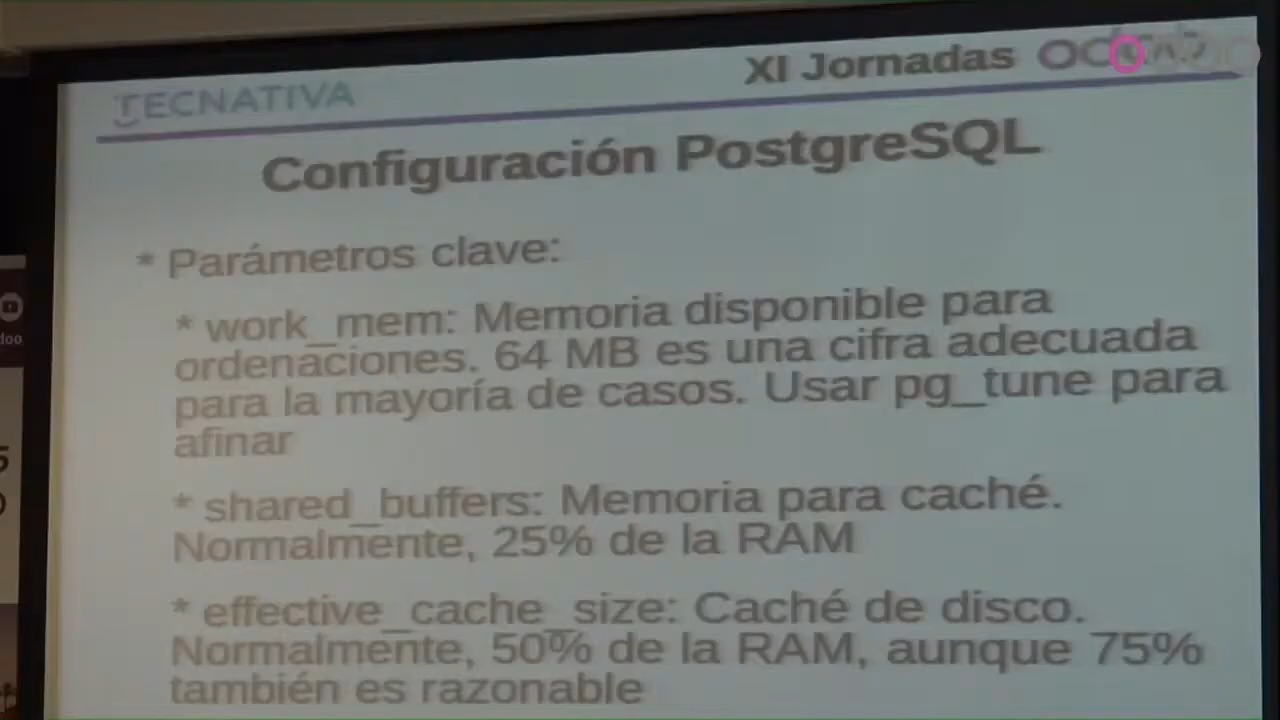 TECNATIVA
XI Jornadas
Configuración PostgreSQL
* Parámetros clave:
* work_mem: Memoria disponible para
ordenaciones. 64 MB es una cifra adecuada
para la mayoría de casos. Usar pg_tune para
afinar
* shared_buffers: Memoria para caché.
Normalmente, 25% de la RAM
* effective_cache_size: Caché de disco.
Normalmente, 50% de la RAM, aunque 75%
también es razonable
doo